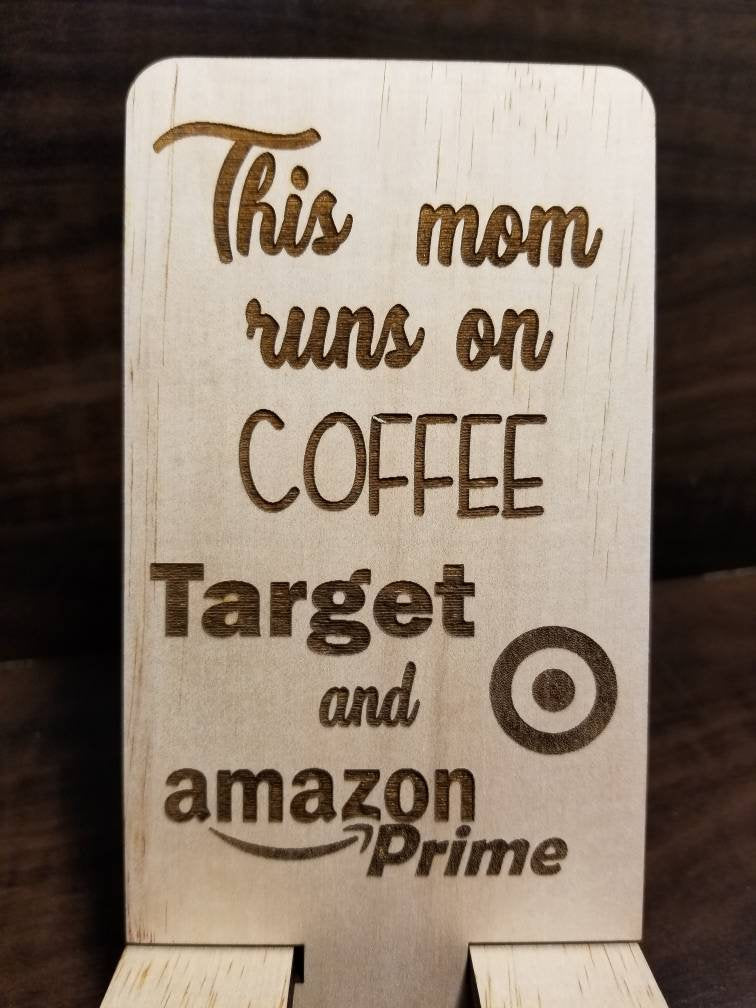 This mom
runs on
COFFEE
Target
and
amazon
Prime